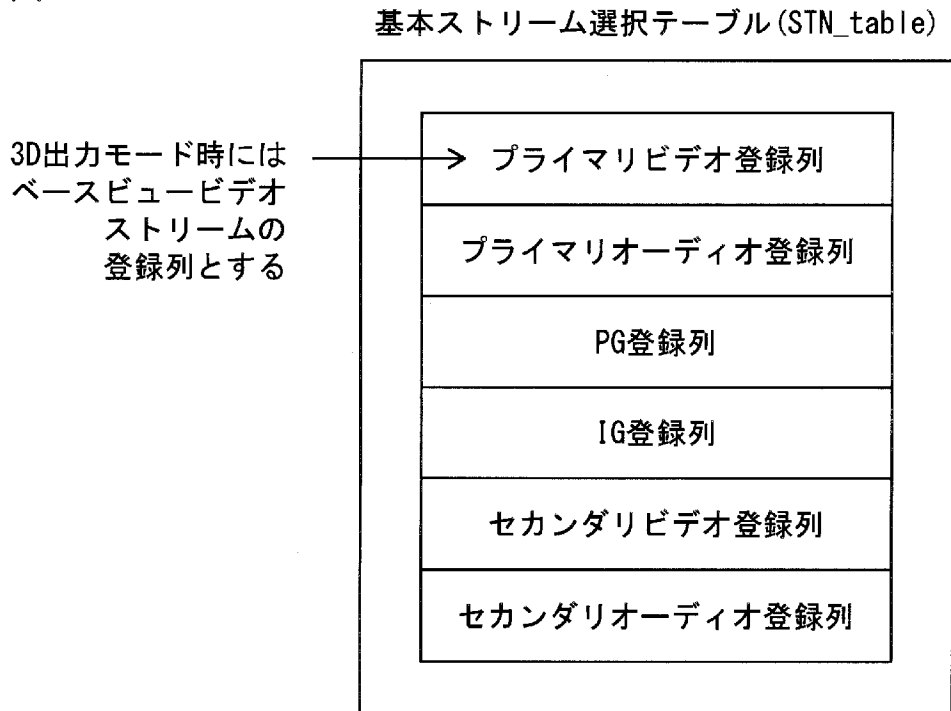 基本ストリーム選択テーブル(STN_table)
3D出力モード時には
ベースビュービデオ
ストリームの
登録列とする
プライマリビデオ登録列
プライマリオーディオ登録列
PG登録列
IG登録列
セカンダリビデオ登録列
セカンダリオーディオ登録列